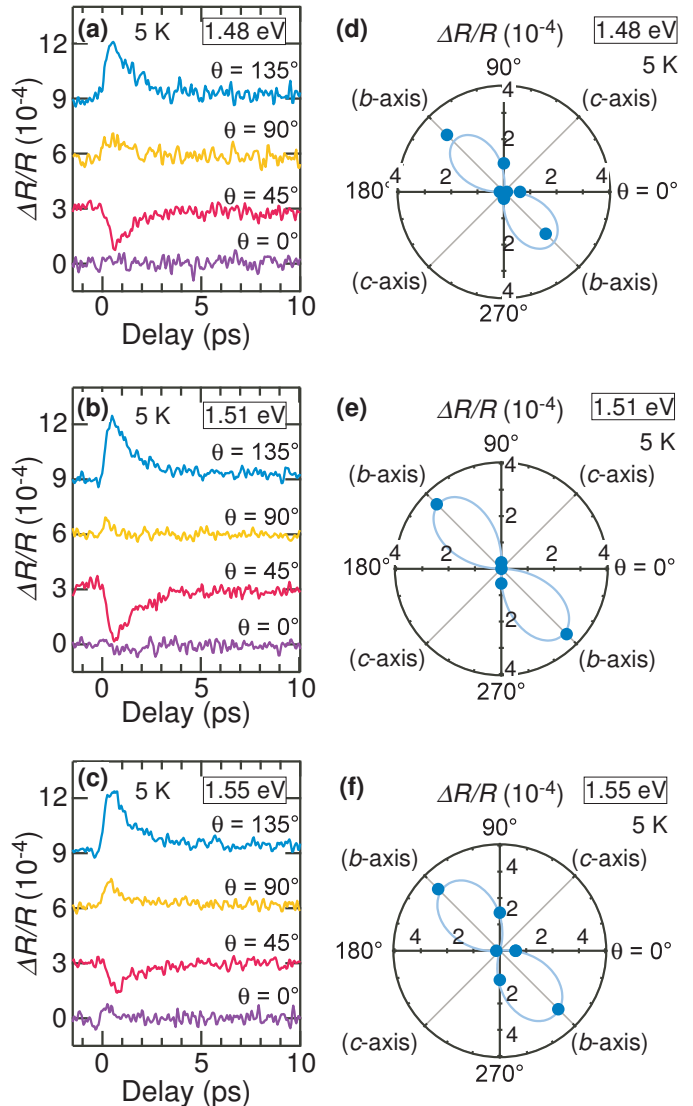 (a) 5 K 1.48 eV
θ = 135°
θ = 90°
θ = 45°
θ = 0°
12
9
6
3
0
ΔR/R (10⁻⁴)
0 5 10
Delay (ps)
(d) ΔR/R (10⁻⁴) 1.48 eV
5 K
90°
(b-axis) (c-axis)
4
2
180° 4 2 2 4 θ = 0°
2
4
(c-axis) (b-axis)
270°
(b) 5 K 1.51 eV
θ = 135°
θ = 90°
θ = 45°
θ = 0°
12
9
6
3
0
ΔR/R (10⁻⁴)
0 5 10
Delay (ps)
(e) ΔR/R (10⁻⁴) 1.51 eV
5 K
90°
(b-axis) (c-axis)
4
2
180° 4 2 2 4 θ = 0°
2
4
(c-axis) (b-axis)
270°
(c) 5 K 1.55 eV
θ = 135°
θ = 90°
θ = 45°
θ = 0°
12
9
6
3
0
ΔR/R (10⁻⁴)
0 5 10
Delay (ps)
(f) ΔR/R (10⁻⁴) 1.55 eV
5 K
90°
(b-axis) (c-axis)
4
2
180° 4 2 2 4 θ = 0°
2
4
(c-axis) (b-axis)
270°